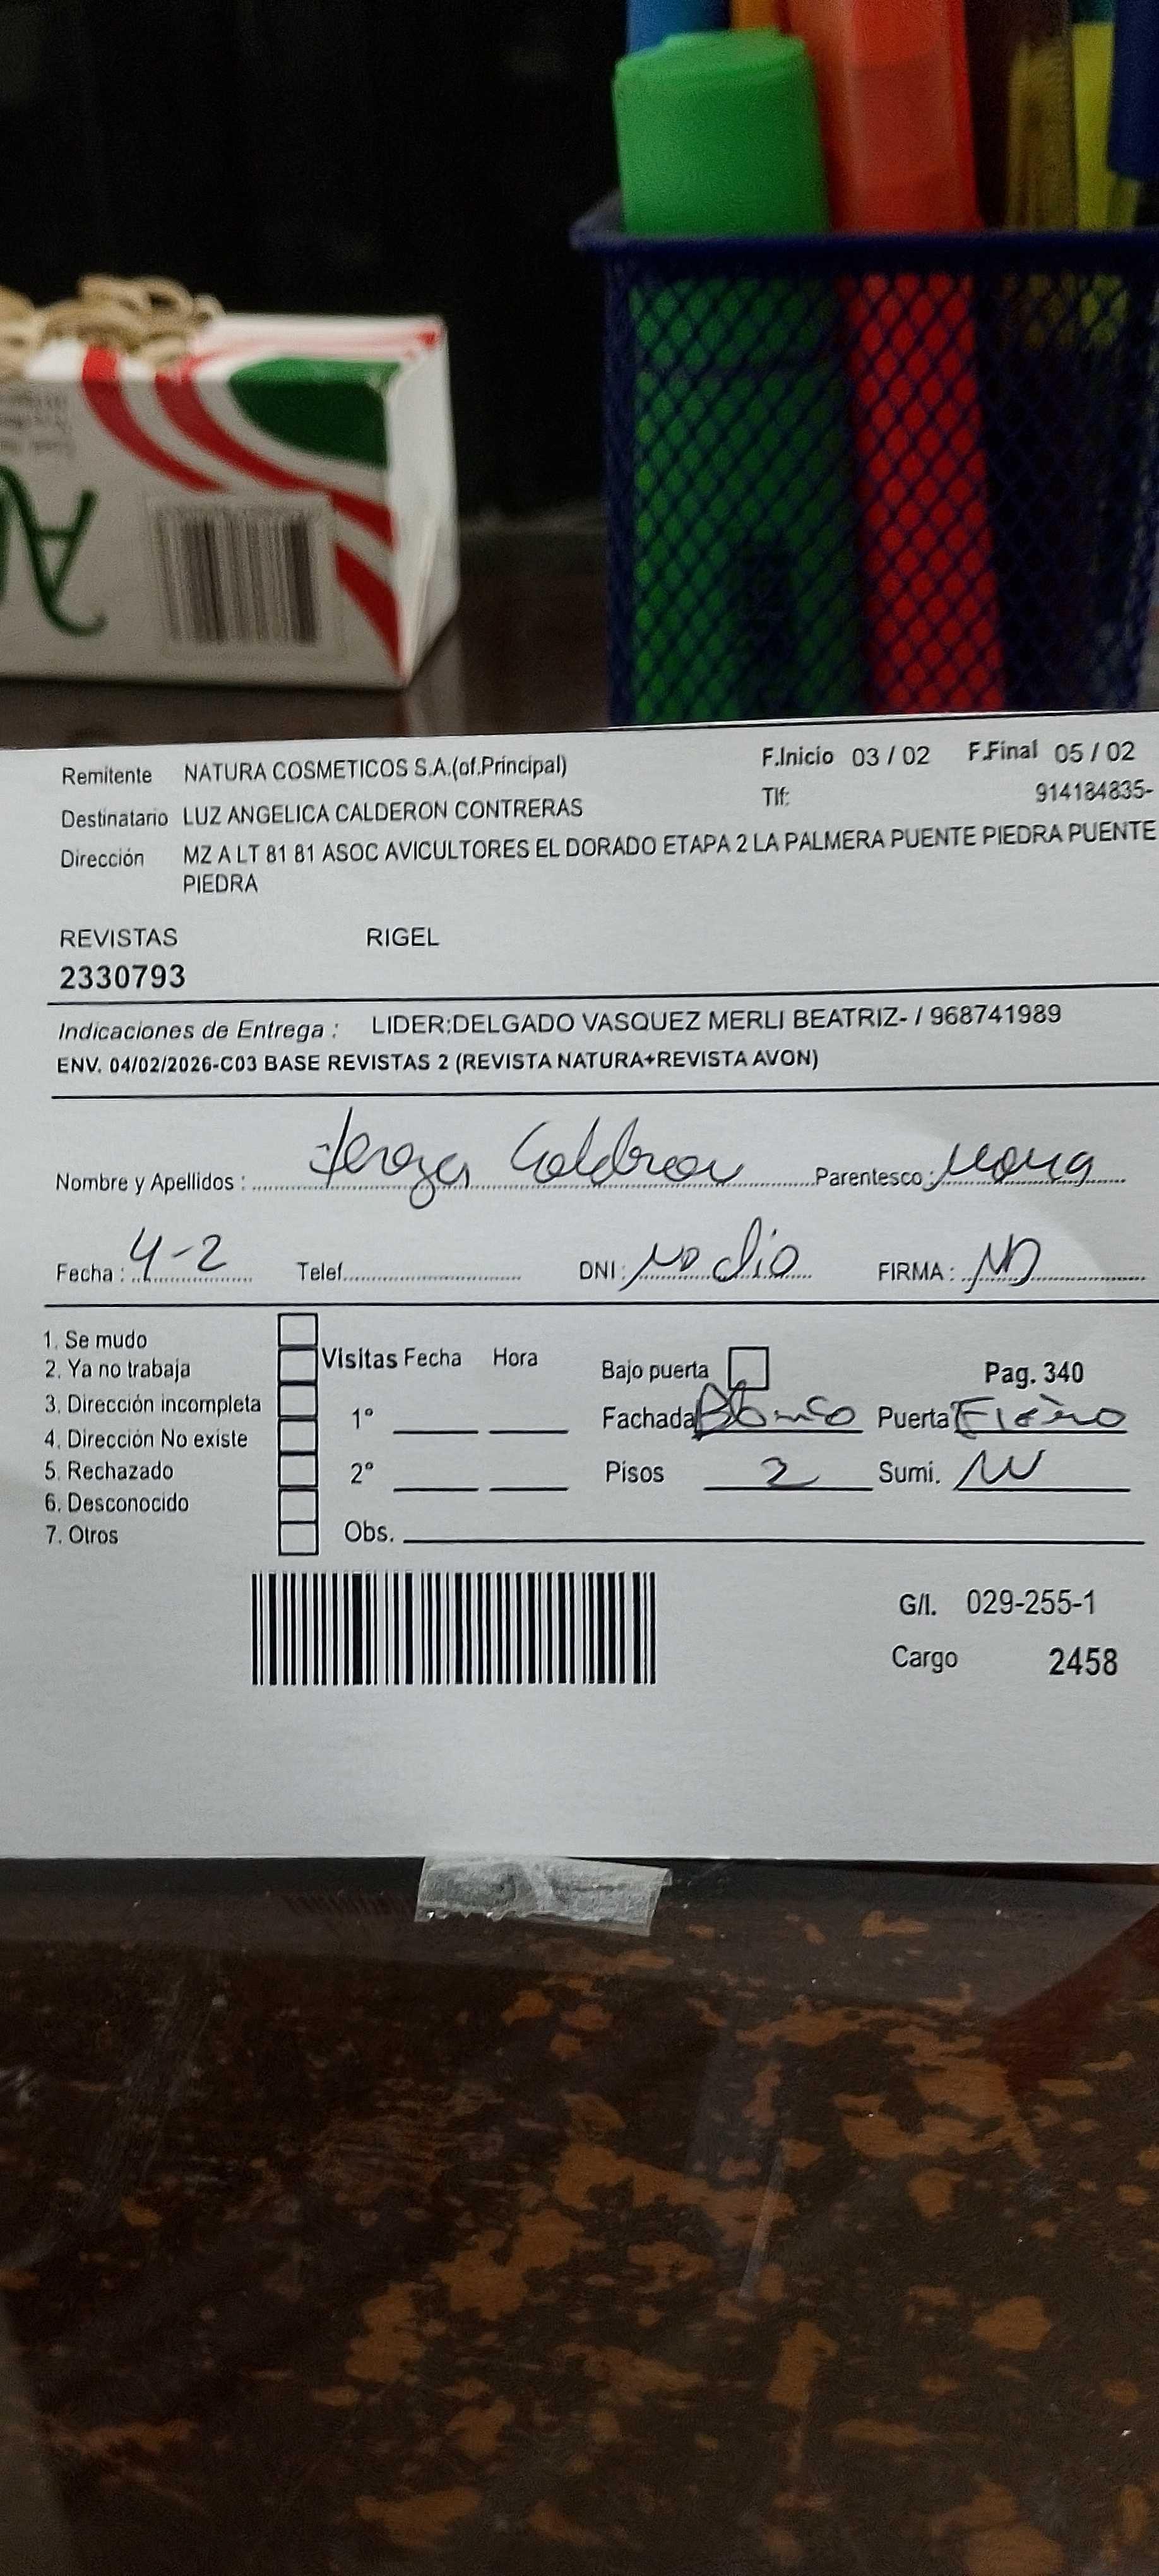 Remitente NATURA COSMETICOS S.A.(of.Principal) F.Inicio 03 / 02 F.Final 05 / 02
Destinatario LUZ ANGELICA CALDERON CONTRERAS Tlf: 914184835-
Dirección MZ A LT 81 81 ASOC AVICULTORES EL DORADO ETAPA 2 LA PALMERA PUENTE PIEDRA PUENTE
PIEDRA
REVISTAS RIGEL
2330793
Indicaciones de Entrega : LIDER:DELGADO VASQUEZ MERLI BEATRIZ- / 968741989
ENV. 04/02/2026-C03 BASE REVISTAS 2 (REVISTA NATURA+REVISTA AVON)
Nombre y Apellidos : Calderon Parentesco :
Fecha : 4-2 Telef. DNI : no dio FIRMA :
1. Se mudo
2. Ya no trabaja Visitas Fecha Hora Bajo puerta Pag. 340
3. Dirección incompleta 1° Fachada Blanco Puerta Fierro
4. Dirección No existe
5. Rechazado 2° Pisos 2 Sumi.
6. Desconocido
7. Otros Obs.
G/I. 029-255-1
Cargo 2458